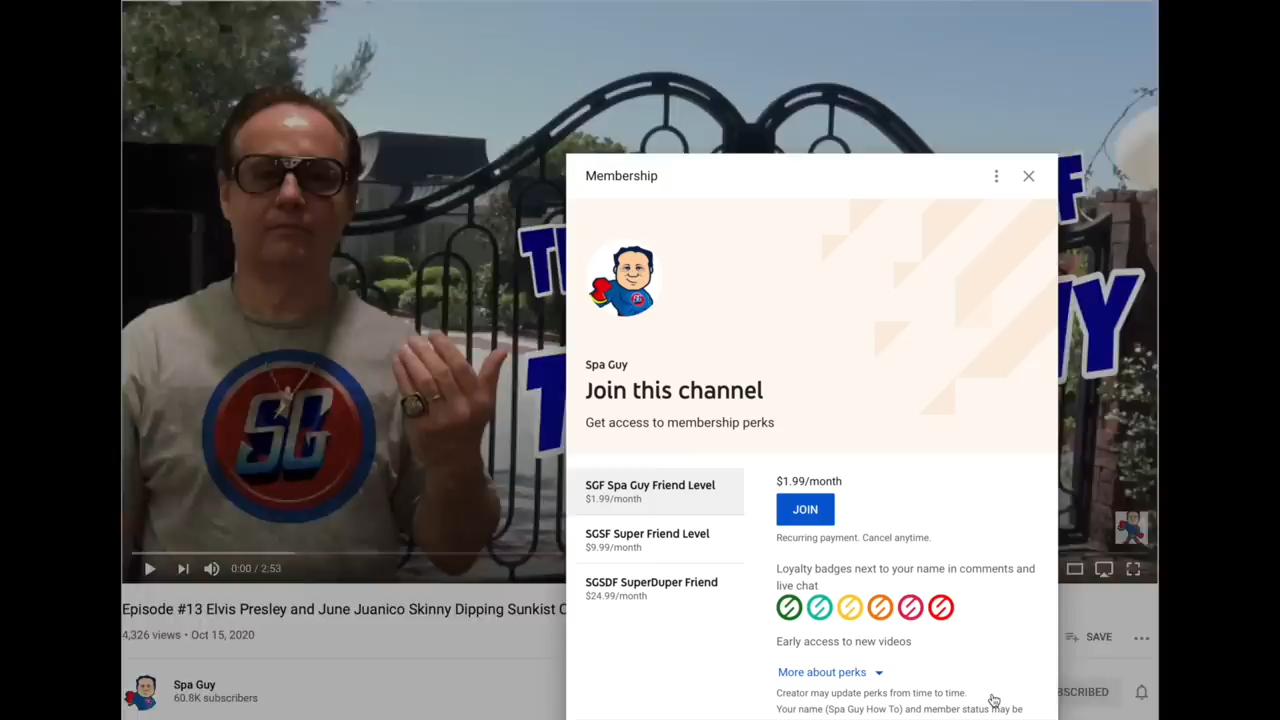 Membership
SG
Spa Guy
Join this channel
Get access to membership perks
SGF Spa Guy Friend Level
$1.99/month
SGSF Super Friend Level
$9.99/month
SGSDF SuperDuper Friend
$24.99/month
$1.99/month
JOIN
Recurring payment. Cancel anytime.
Loyalty badges next to your name in comments and
live chat
Early access to new videos
More about perks
Creator may update perks from time to time.
Your name (Spa Guy How To) and member status may be
0:00 / 2:53
Episode #13 Elvis Presley and June Juanico Skinny Dipping Sunkist
4,326 views • Oct 15, 2020
SAVE
Spa Guy
60.8K subscribers